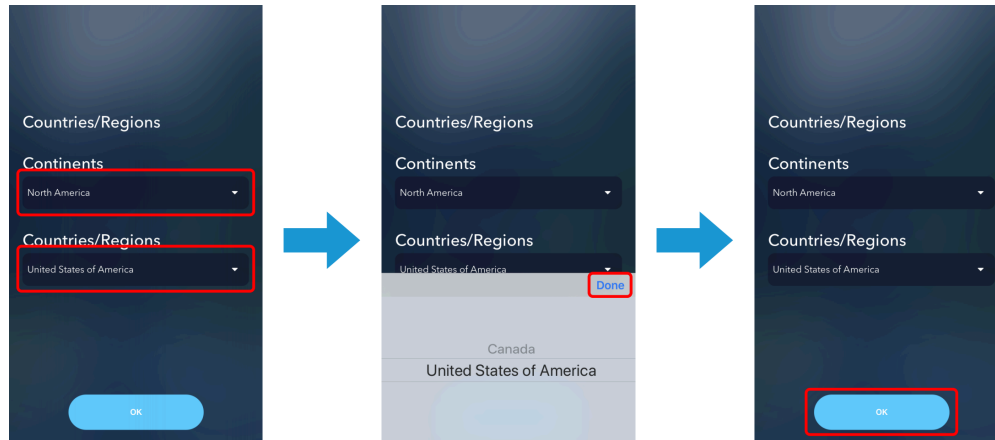 Countries/Regions
Continents
North America
Countries/Regions
United States of America
OK
Countries/Regions
Continents
North America
Countries/Regions
United States of America
Done
Canada
United States of America
Countries/Regions
Continents
North America
Countries/Regions
United States of America
OK